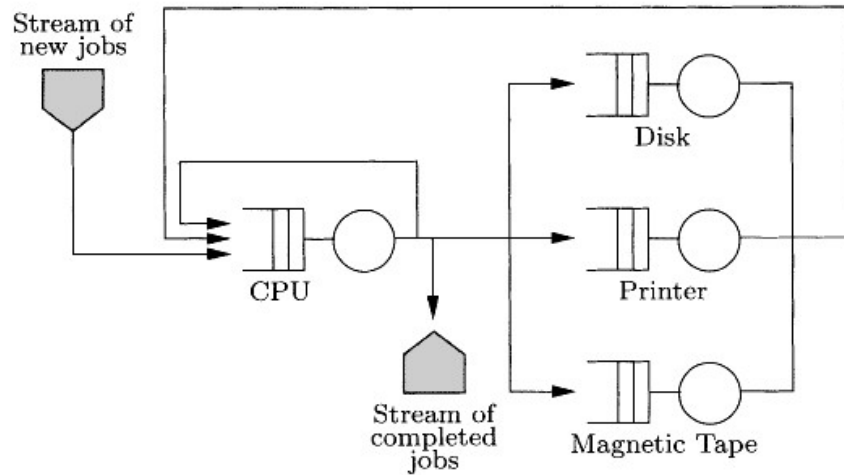 Stream of
new jobs
Disk
CPU
Printer
Stream of
completed
jobs
Magnetic Tape